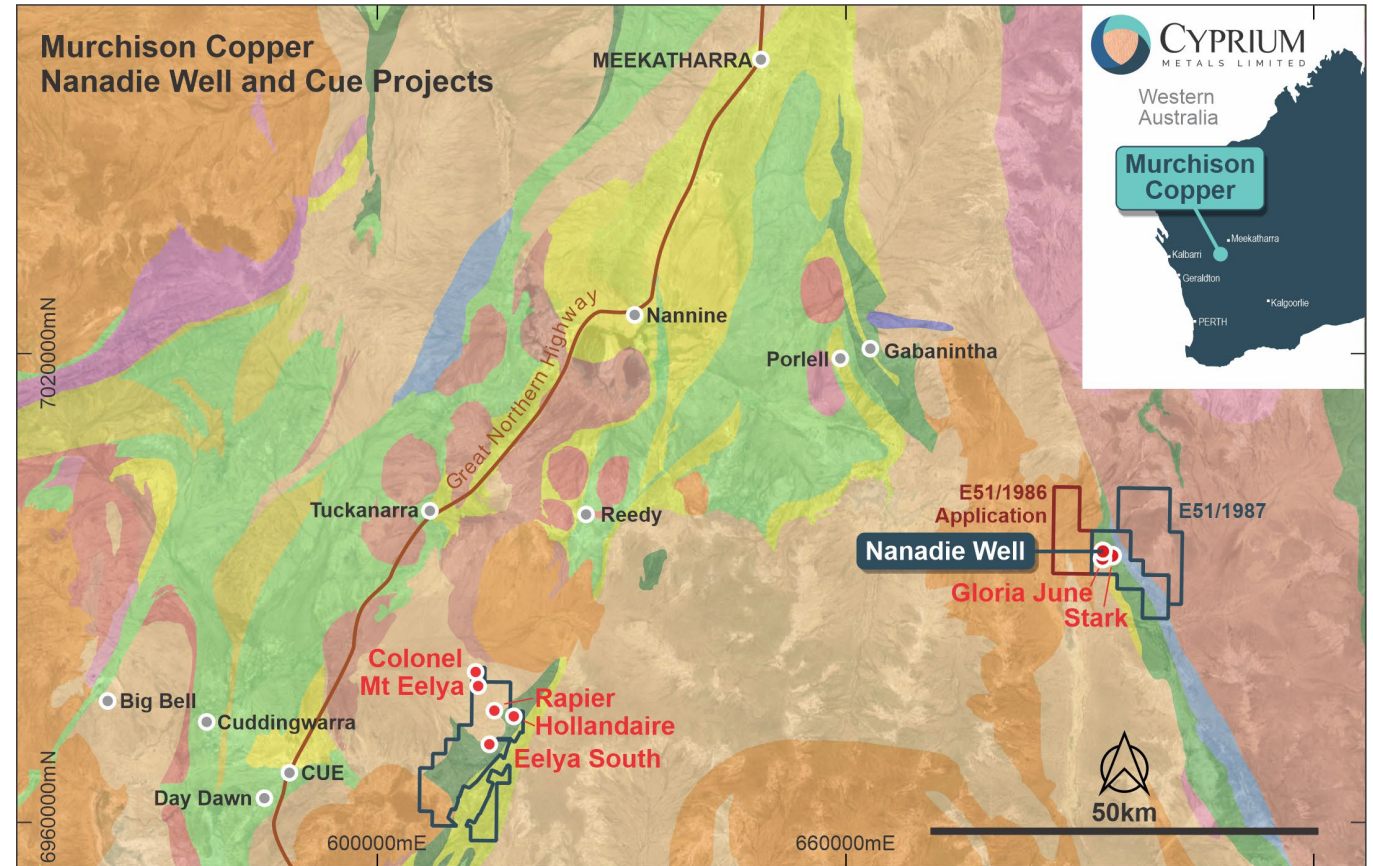 Murchison Copper
Nanadie Well and Cue Projects
MEEKATHARRA
CYPRIUM
METALS LIMITED
Western
Australia
Murchison
Copper
Meekatharra
Kalbarri
Geraldton
Kalgoorlie
PERTH
7020000mN
Great Northern Highway
Nannine
Porlell
Gabanintha
Tuckanarra
Reedy
E51/1986
Application
E51/1987
Nanadie Well
Gloria June
Stark
Colonel
Mt Eelya
Rapier
Hollandaire
Eelya South
Big Bell
Cuddingwarra
CUE
Day Dawn
6960000mN
600000mE
660000mE
50km